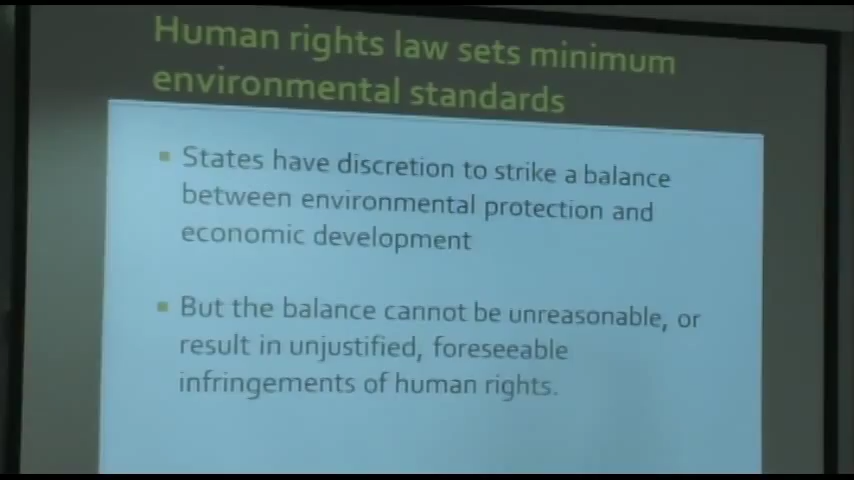 Human rights law sets minimum
environmental standards
States have discretion to strike a balance
between environmental protection and
economic development
But the balance cannot be unreasonable, or
result in unjustified, foreseeable
infringements of human rights.